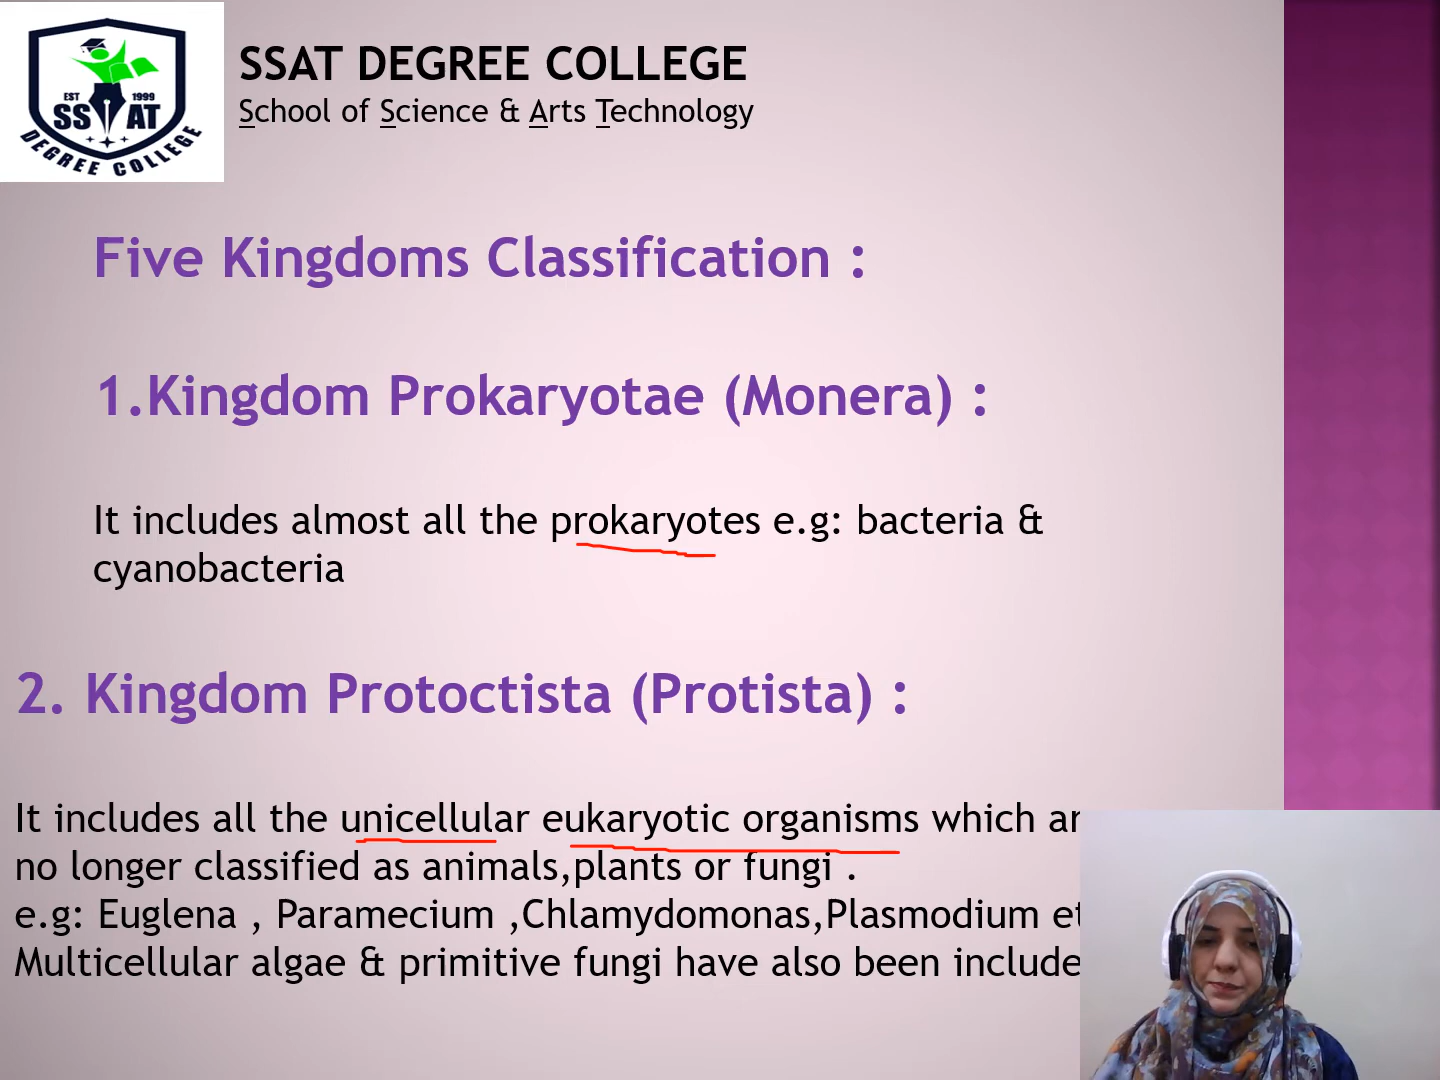 EST 1999
SS AT
DEGREE COLLEGE
SSAT DEGREE COLLEGE
School of Science & Arts Technology
Five Kingdoms Classification :
1.Kingdom Prokaryotae (Monera) :
It includes almost all the prokaryotes e.g: bacteria &
cyanobacteria
2. Kingdom Protoctista (Protista) :
It includes all the unicellular eukaryotic organisms which
no longer classified as animals,plants or fungi .
e.g: Euglena , Paramecium ,Chlamydomonas,Plasmodium
Multicellular algae & primitive fungi have also been